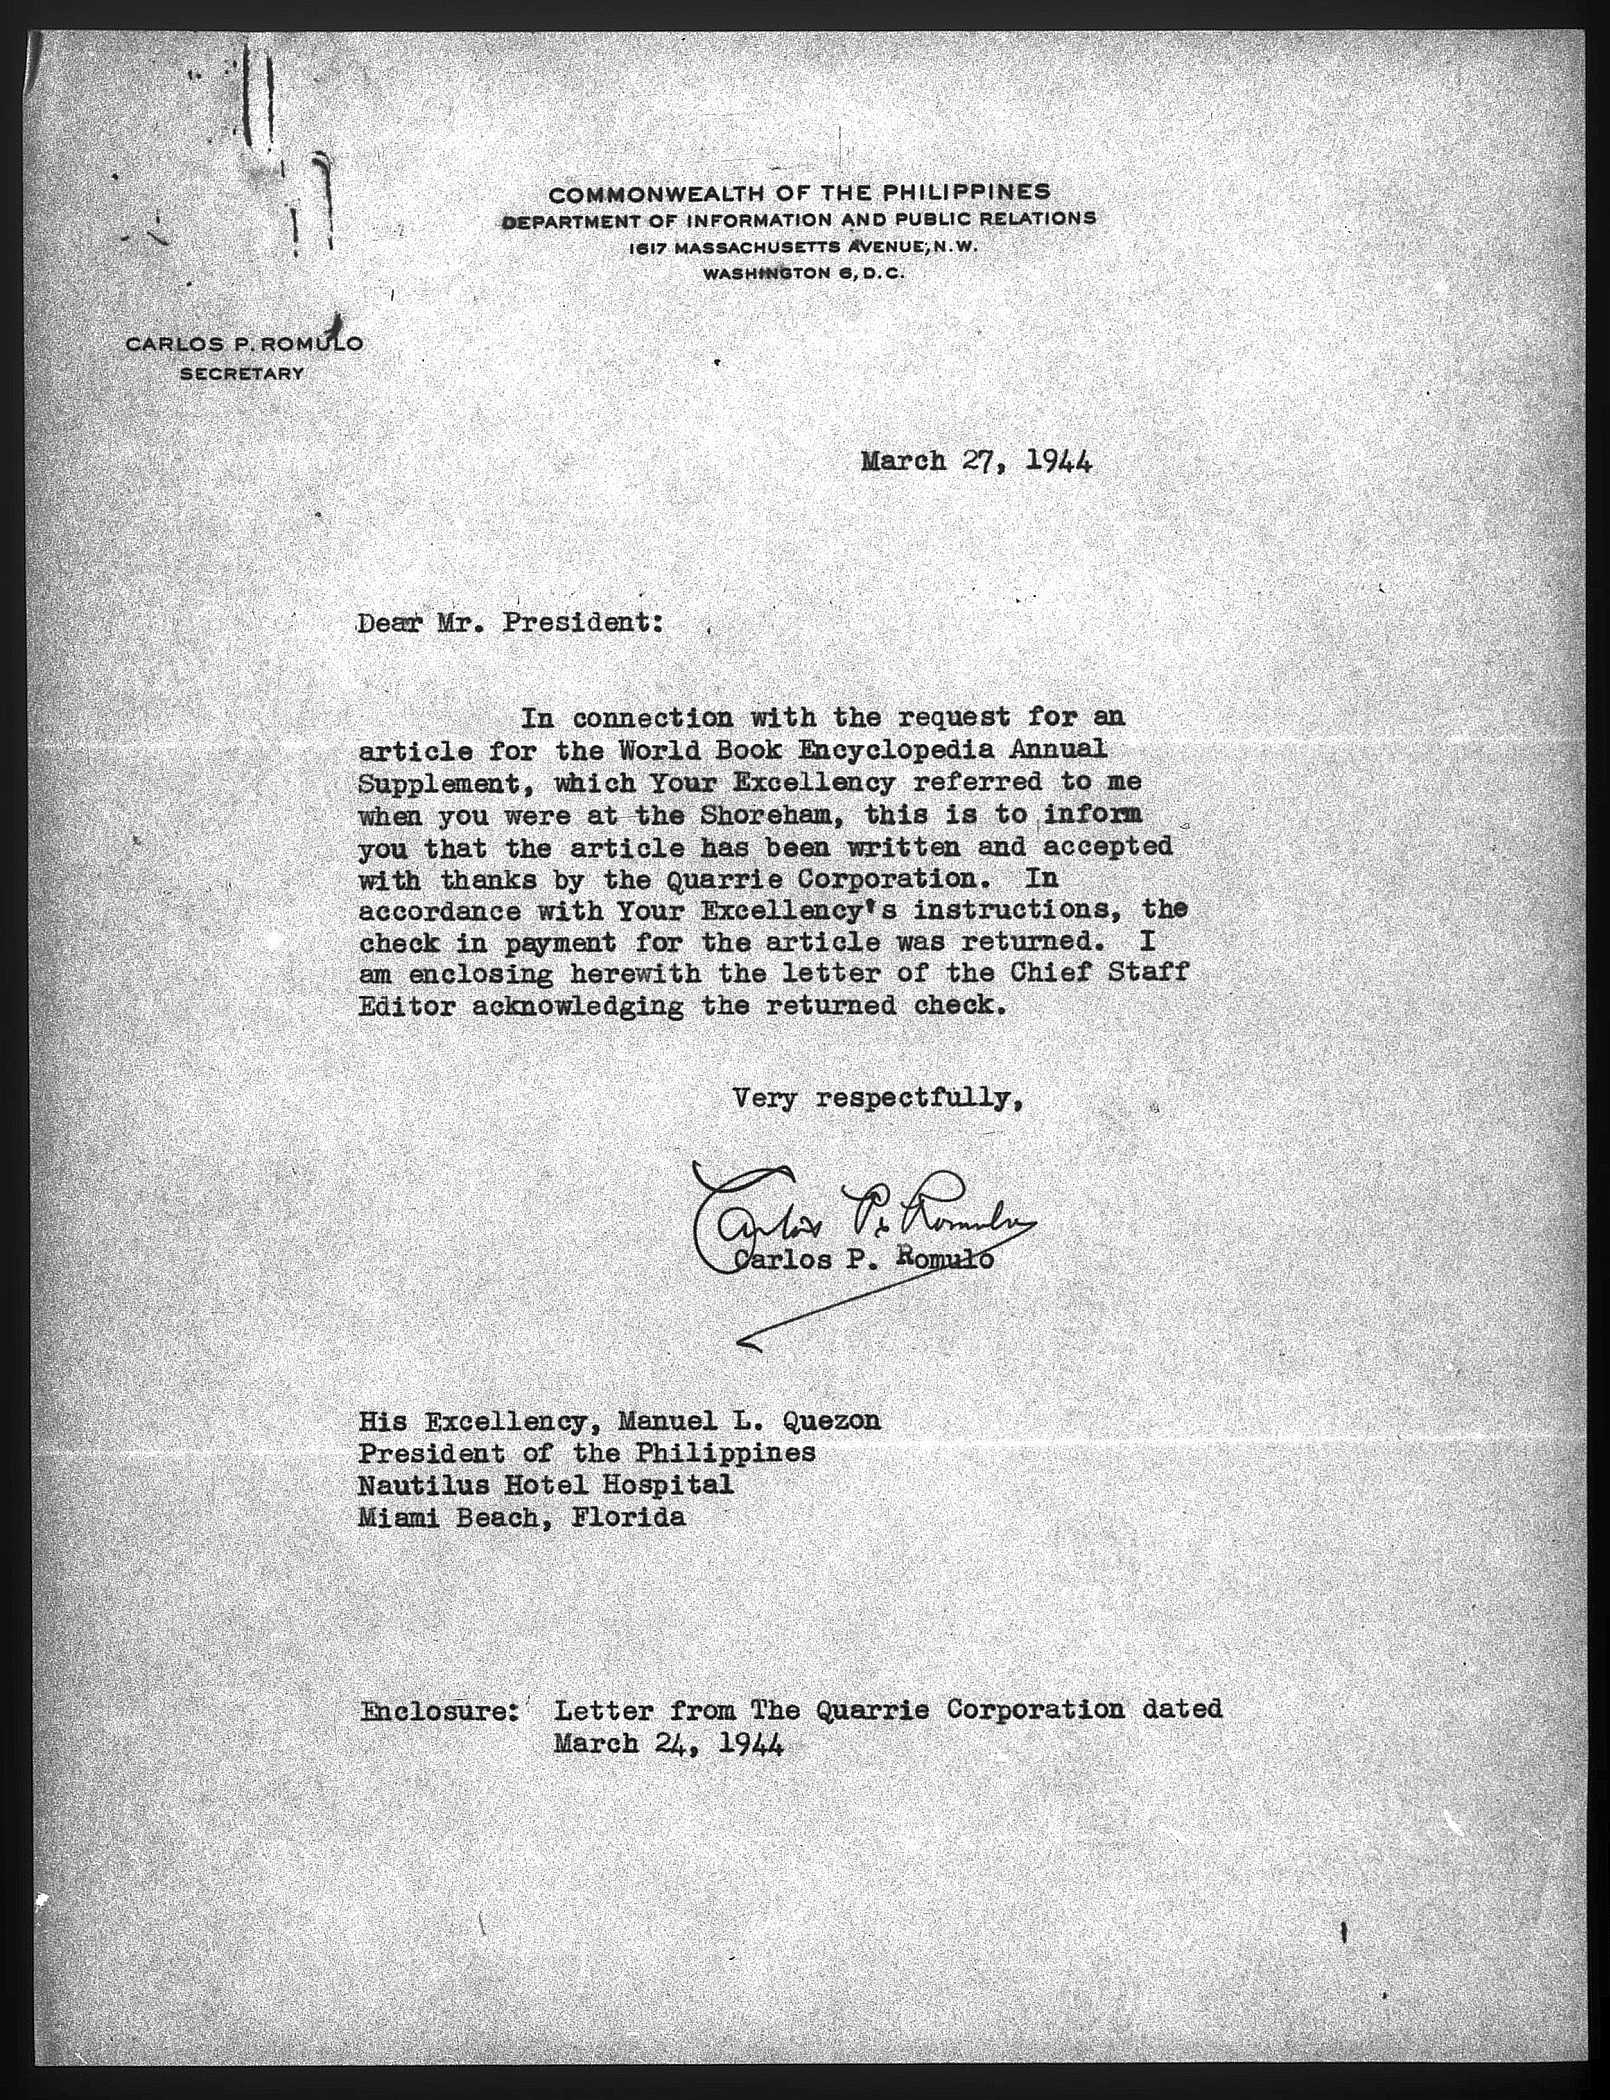 COMMONWEALTH OF THE PHILIPPINES
DEPARTMENT OF INFORMATION AND PUBLIC RELATIONS
1617 MASSACHUSETTS AVENUE, N.W.
WASHINGTON 6, D.C.
CARLOS P. ROMULO
SECRETARY
March 27, 1944
Dear Mr. President:
In connection with the request for an
article for the World Book Encyclopedia Annual
Supplement, which Your Excellency referred to me
when you were at the Shoreham, this is to inform
you that the article has been written and accepted
with thanks by the Quarrie Corporation. In
accordance with Your Excellency's instructions, the
check in payment for the article was returned. I
am enclosing herewith the letter of the Chief Staff
Editor acknowledging the returned check.
Very respectfully,
Carlos P. Romulo
Carlos P. Romulo
His Excellency, Manuel L. Quezon
President of the Philippines
Nautilus Hotel Hospital
Miami Beach, Florida
Enclosure: Letter from The Quarrie Corporation dated
March 24, 1944